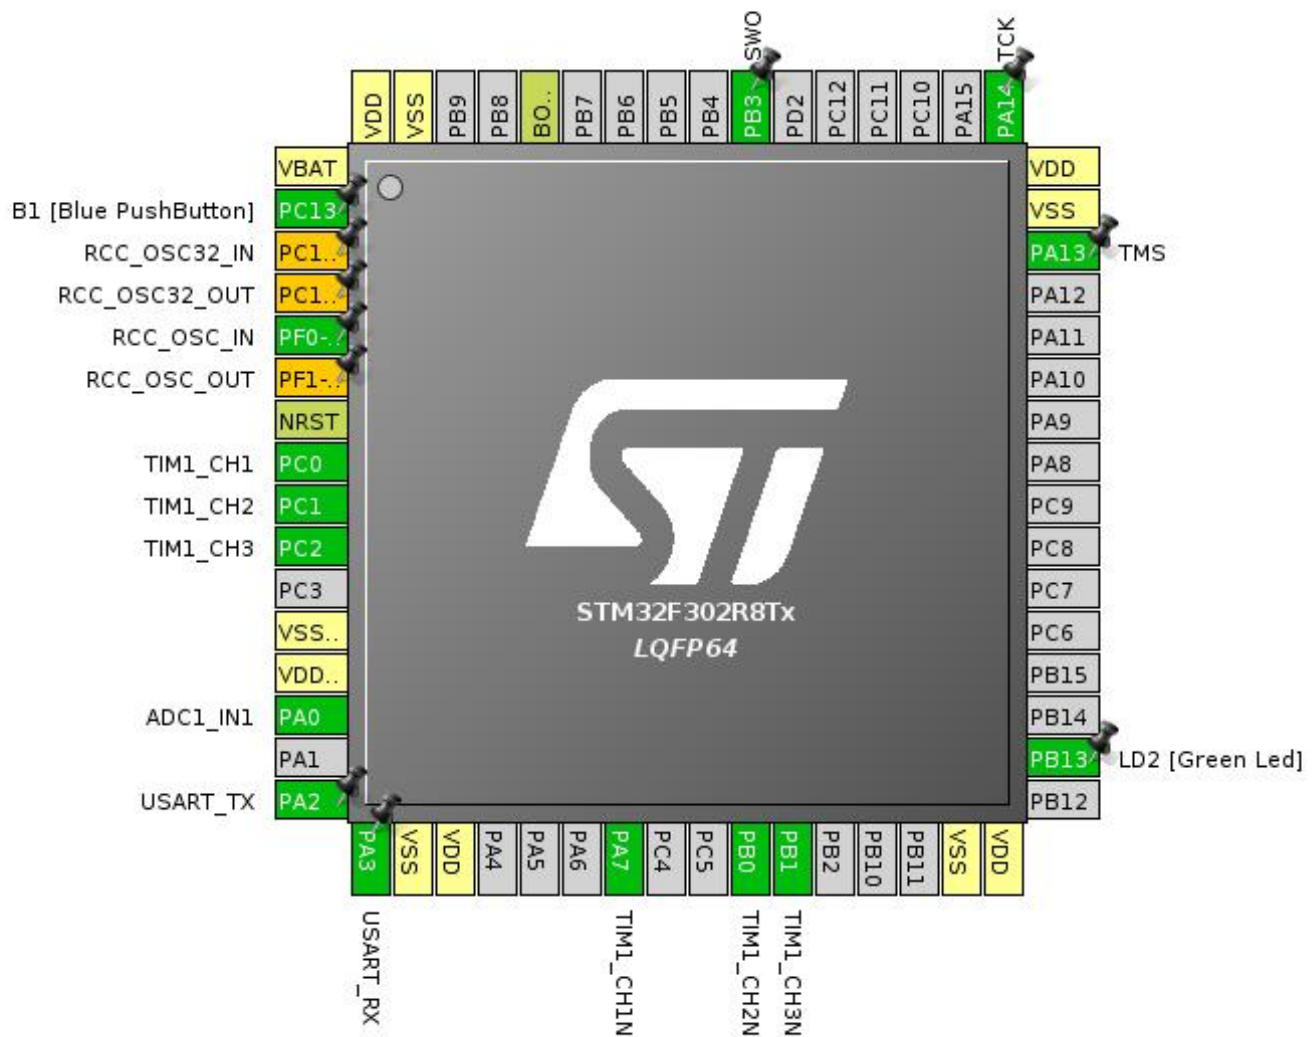 SWO
TCK
VDD
VSS
PB9
PB8
BO..
PB7
PB6
PB5
PB4
PB3
PD2
PC12
PC11
PC10
PA15
PA14
VBAT
B1 [Blue PushButton] PC13
RCC_OSC32_IN PC1..
RCC_OSC32_OUT PC1..
RCC_OSC_IN PF0-..
RCC_OSC_OUT PF1-..
NRST
TIM1_CH1 PC0
TIM1_CH2 PC1
TIM1_CH3 PC2
PC3
VSS..
VDD..
ADC1_IN1 PA0
PA1
USART_TX PA2
ST
STM32F302R8Tx
LQFP64
VDD
VSS
PA13 TMS
PA12
PA11
PA10
PA9
PA8
PC9
PC8
PC7
PC6
PB15
PB14
PB13 LD2 [Green Led]
PB12
PA3
VSS
VDD
PA4
PA5
PA6
PA7
PC4
PC5
PB0
PB1
PB2
PB10
PB11
VSS
VDD
USART_RX
TIM1_CH1N
TIM1_CH2N
TIM1_CH3N